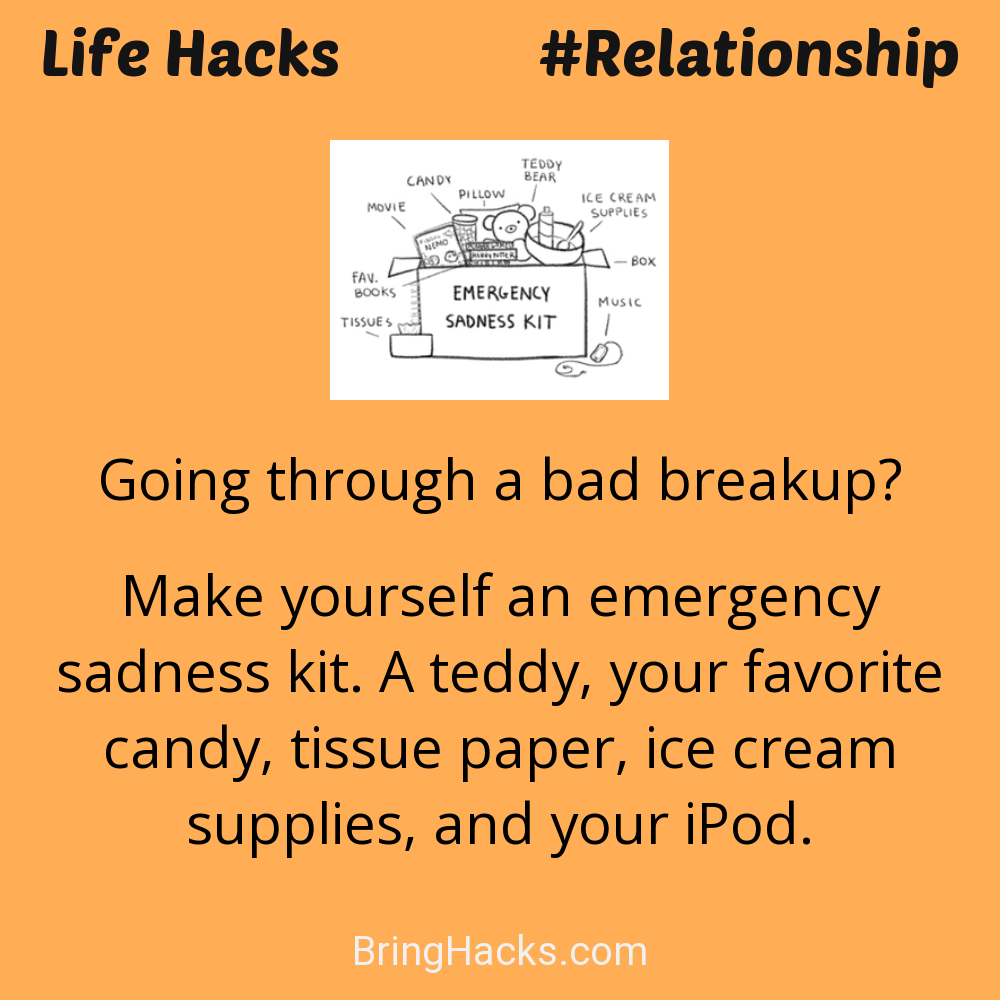 Life Hacks #Relationship
TEDDY
BEAR
CANDY
PILLOW
MOVIE
ICE CREAM
SUPPLIES
NEMO
BOX
FAV.
BOOKS
EMERGENCY
SADNESS KIT
MUSIC
TISSUES
Going through a bad breakup?
Make yourself an emergency
sadness kit. A teddy, your favorite
candy, tissue paper, ice cream
supplies, and your iPod.
BringHacks.com